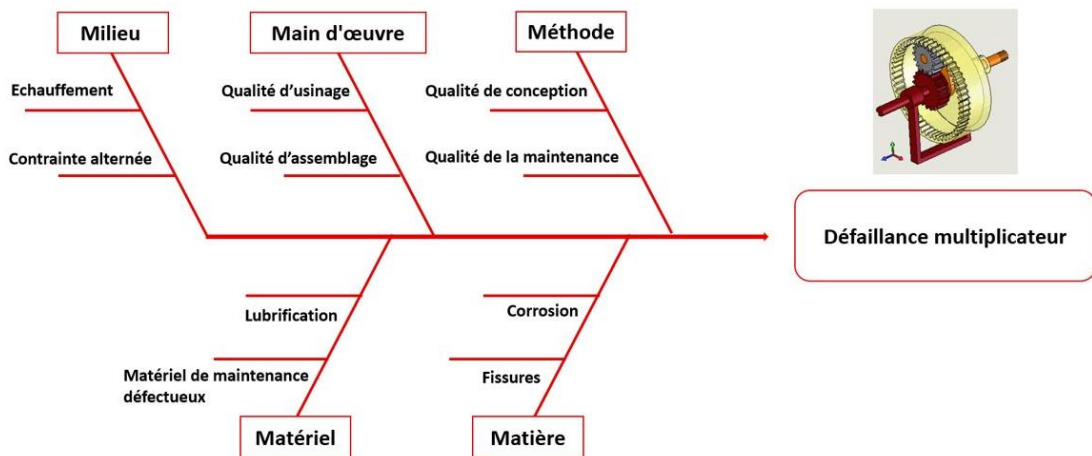 Milieu
Main d'œuvre
Méthode
Echauffement
Qualité d’usinage
Qualité de conception
Contrainte alternée
Qualité d’assemblage
Qualité de la maintenance
Défaillance multiplicateur
Lubrification
Corrosion
Matériel de maintenance
défectueux
Fissures
Matériel
Matière